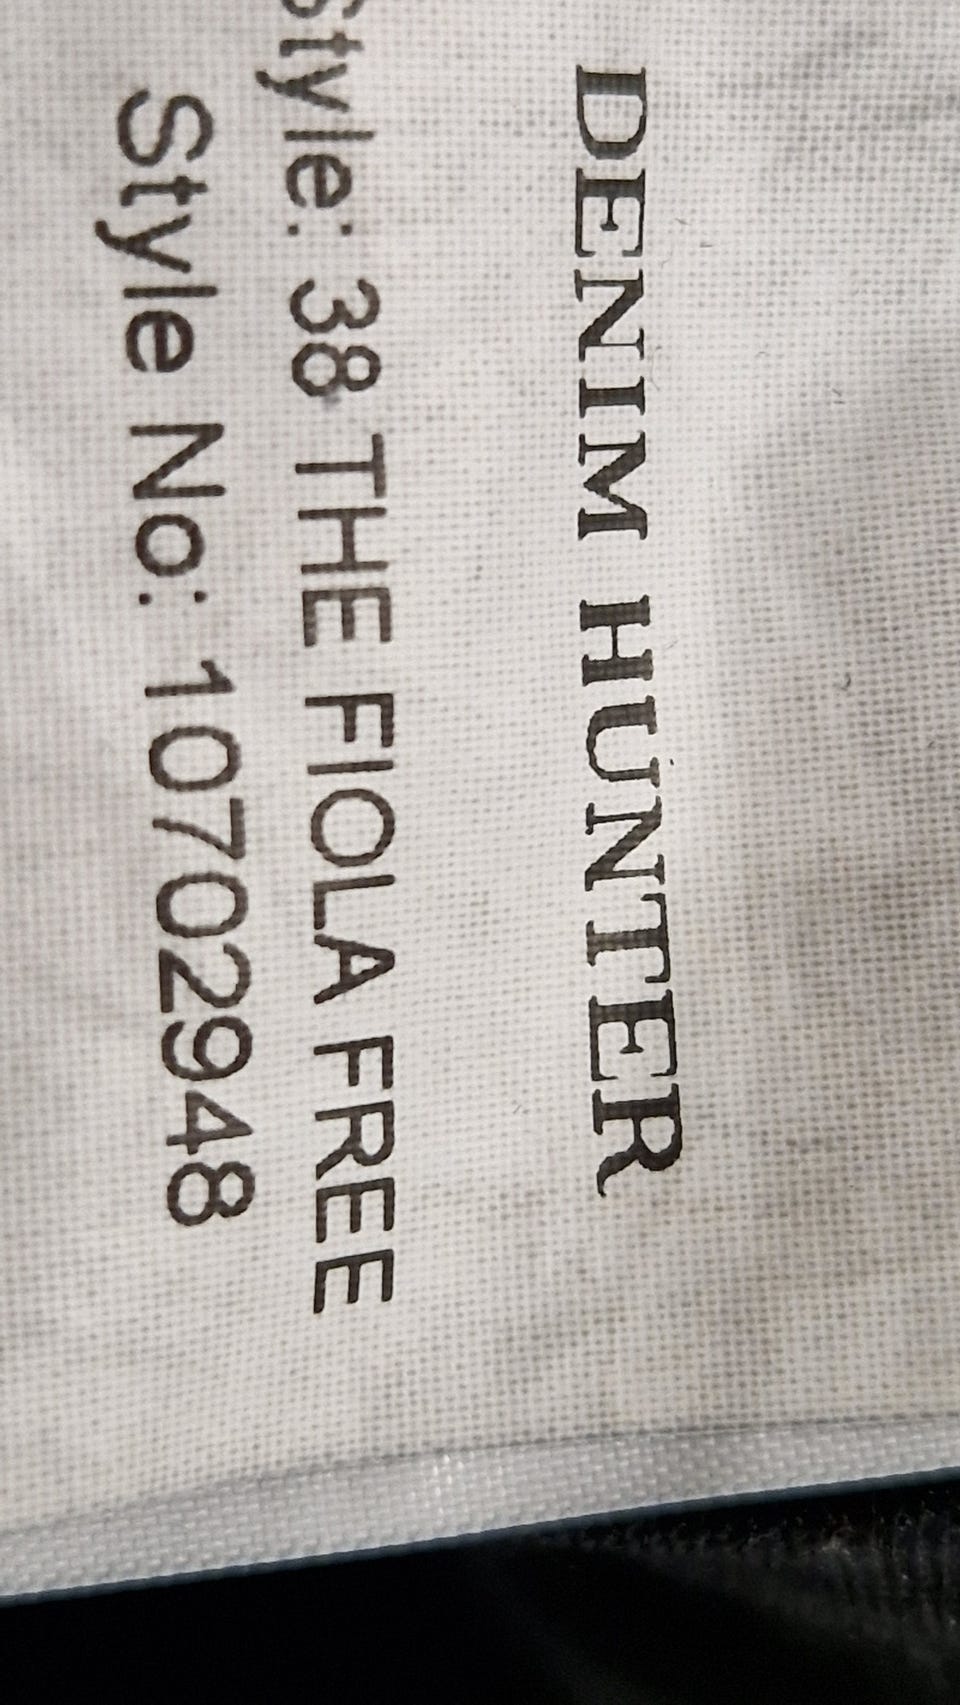 DENIM HUNTER
Style: 38 THE FIOLA FREE
Style No: 10702948